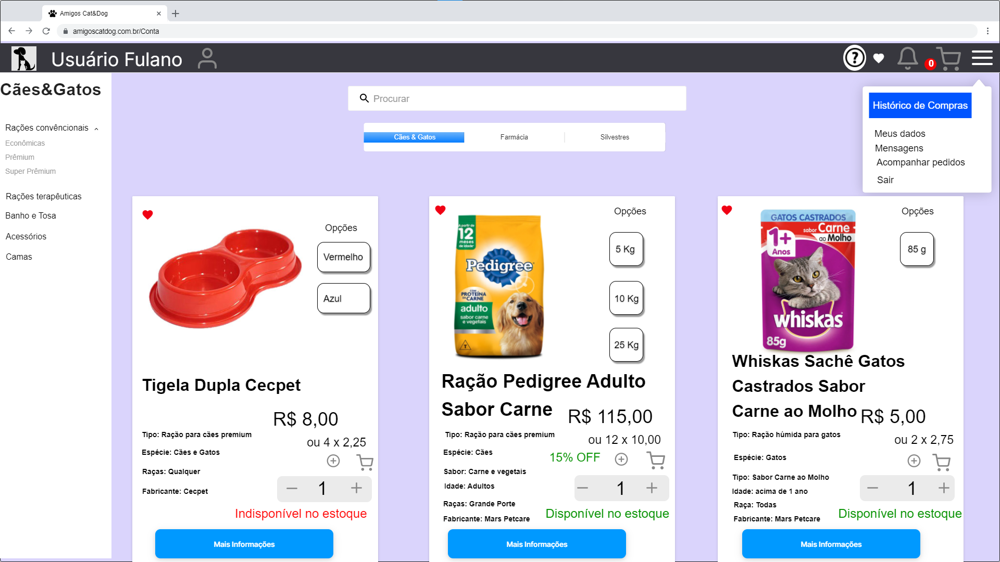 Amigos Cat&Dog
amigoscatdog.com.br/Conta
Usuário Fulano
?
0
Cães&Gatos
Procurar
Histórico de Compras
Meus dados
Mensagens
Acompanhar pedidos
Sair
Cães & Gatos
Farmácia
Silvestres
Rações convêncionais
Econômicas
Prêmium
Super Prêmium
Rações terapêuticas
Banho e Tosa
Acessórios
Camas
Opções
Vermelho
Azul
Tigela Dupla Cecpet
R$ 8,00
ou 4 x 2,25
Tipo: Ração para cães premium
Espécie: Cães e Gatos
Raças: Qualquer
Fabricante: Cecpet
1
Indisponível no estoque
Mais Informações
A partir de
12
meses
de idade
Pedigree
COM
PROTEÍNA
DA CARNE
adulto
sabor carne
e vegetais
T
Opções
5 Kg
10 Kg
25 Kg
Ração Pedigree Adulto
Sabor Carne
R$ 115,00
ou 12 x 10,00
15% OFF
Tipo: Ração para cães premium
Espécie: Cães
Sabor: Carne e vegetais
Idade: Adultos
Raças: Grande Porte
Fabricante: Mars Petcare
1
Disponível no estoque
Mais Informações
GATOS CASTRADOS
sabor Carne
ao Molho
1+
Anos
whiskas
85g
Opções
85 g
Whiskas Sachê Gatos
Castrados Sabor
Carne ao Molho
R$ 5,00
ou 2 x 2,75
Tipo: Ração húmida para gatos
Espécie: Gatos
Tipo: Sabor Carne ao Molho
Idade: acima de 1 ano
Raça: Todas
Fabricante: Mars Petcare
1
Disponível no estoque
Mais Informações